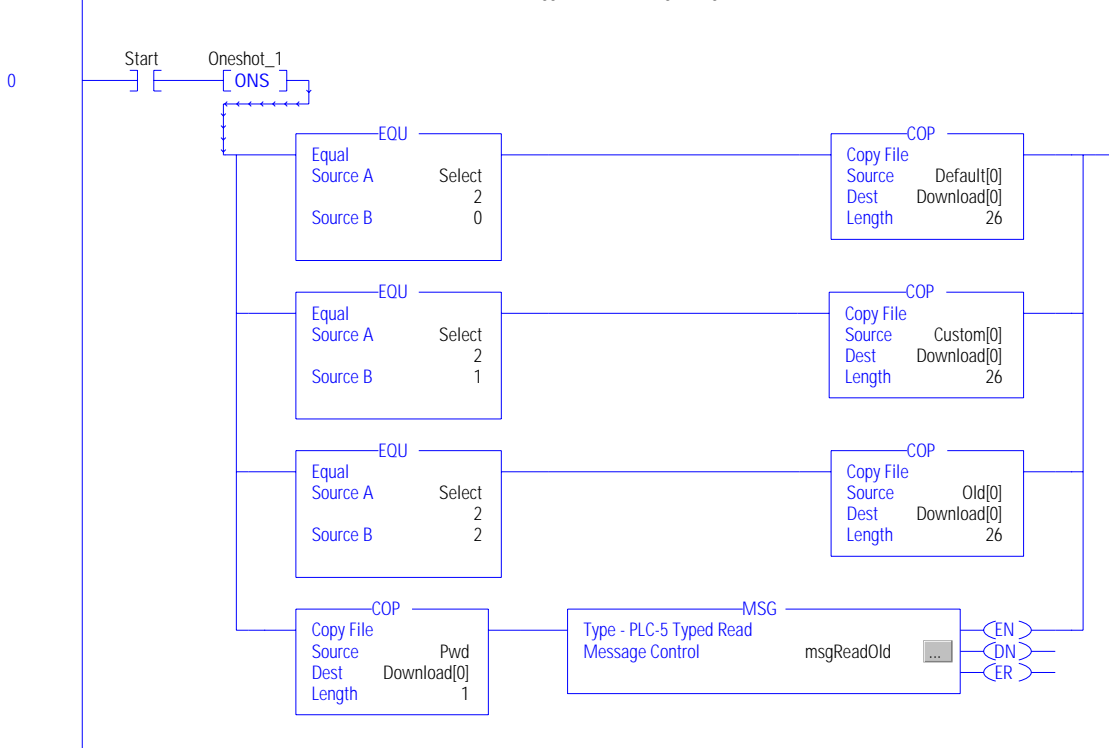 Start Oneshot_1
0 ONS
EQU COP
Equal Copy File
Source A Select Source Default[0]
2 Dest Download[0]
Source B 0 Length 26
EQU COP
Equal Copy File
Source A Select Source Custom[0]
2 Dest Download[0]
Source B 1 Length 26
EQU COP
Equal Copy File
Source A Select Source Old[0]
2 Dest Download[0]
Source B 2 Length 26
COP MSG
Copy File Type - PLC-5 Typed Read EN
Source Pwd Message Control msgReadOld ... DN
Dest Download[0] ER
Length 1